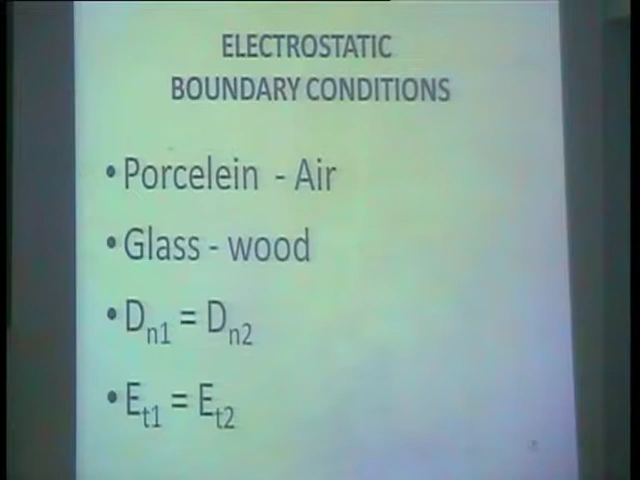 ELECTROSTATIC
BOUNDARY CONDITIONS
• Porcelein - Air
• Glass - wood
• Dn1 = Dn2
• Et1 = Et2